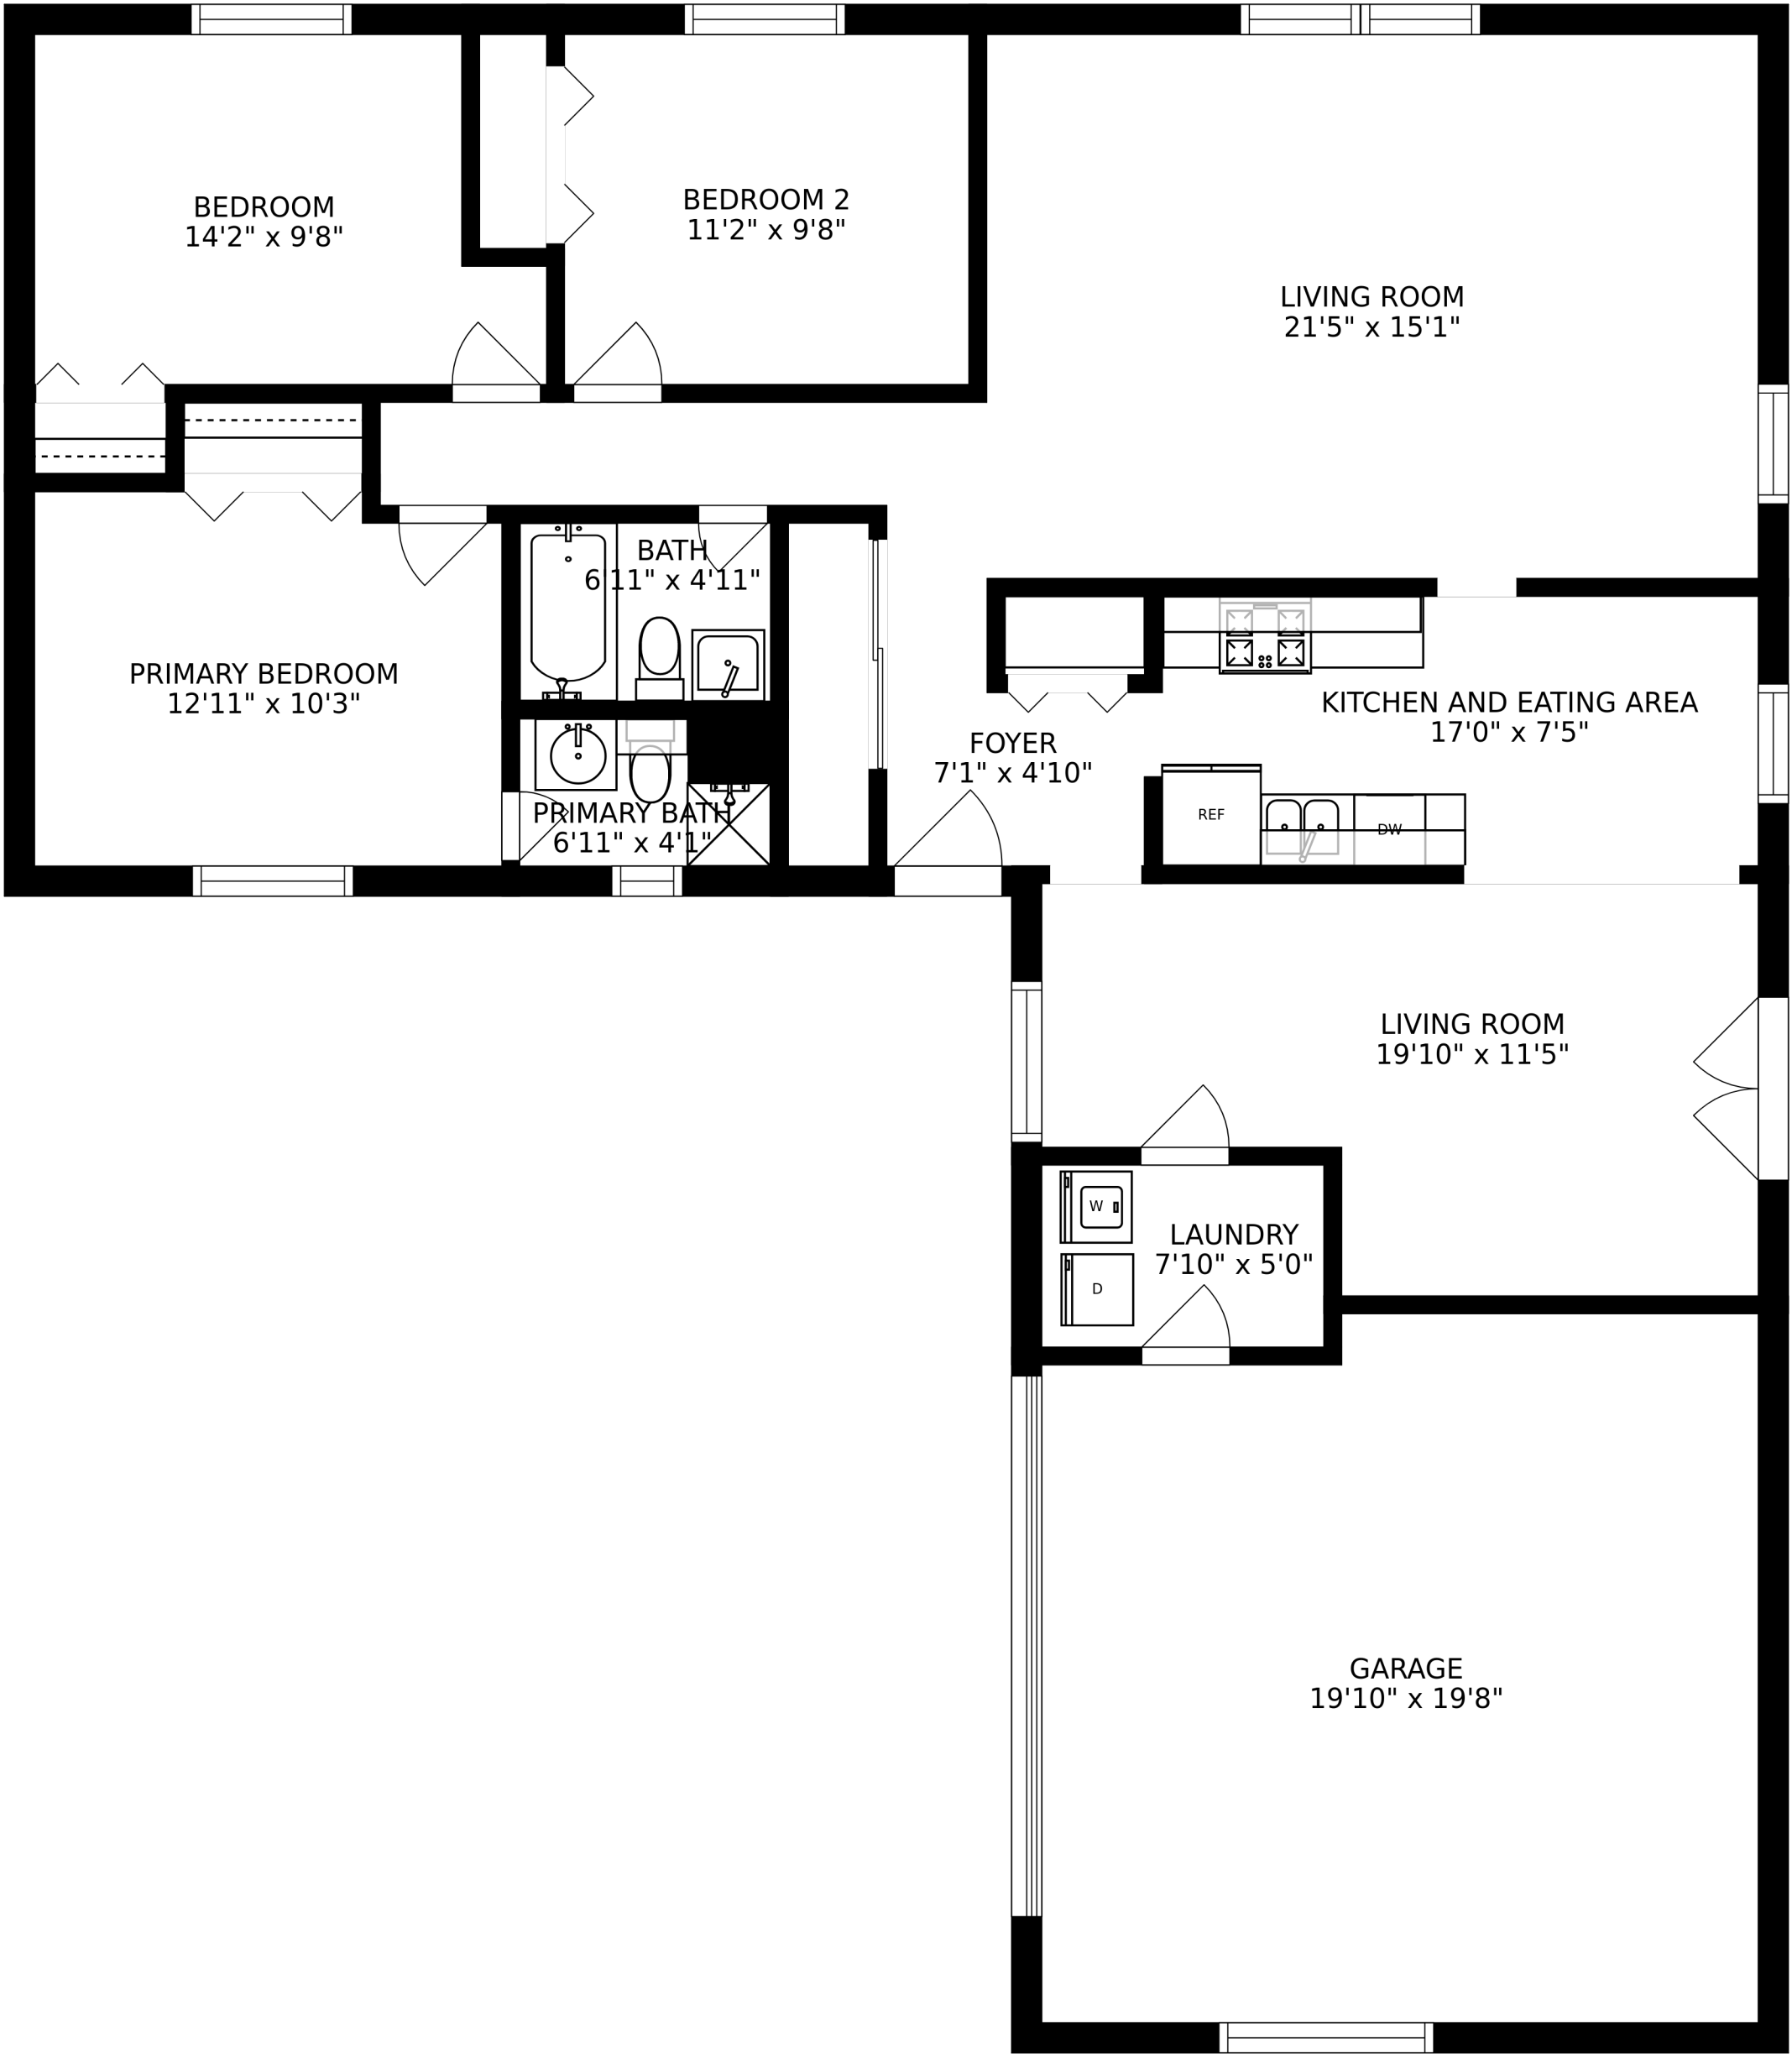 BEDROOM
14'2" x 9'8"
BEDROOM 2
11'2" x 9'8"
LIVING ROOM
21'5" x 15'1"
BATH
6'11" x 4'11"
PRIMARY BEDROOM
12'11" x 10'3"
KITCHEN AND EATING AREA
17'0" x 7'5"
FOYER
7'1" x 4'10"
PRIMARY BATH
6'11" x 4'1"
REF
DW
LIVING ROOM
19'10" x 11'5"
W
LAUNDRY
7'10" x 5'0"
D
GARAGE
19'10" x 19'8"